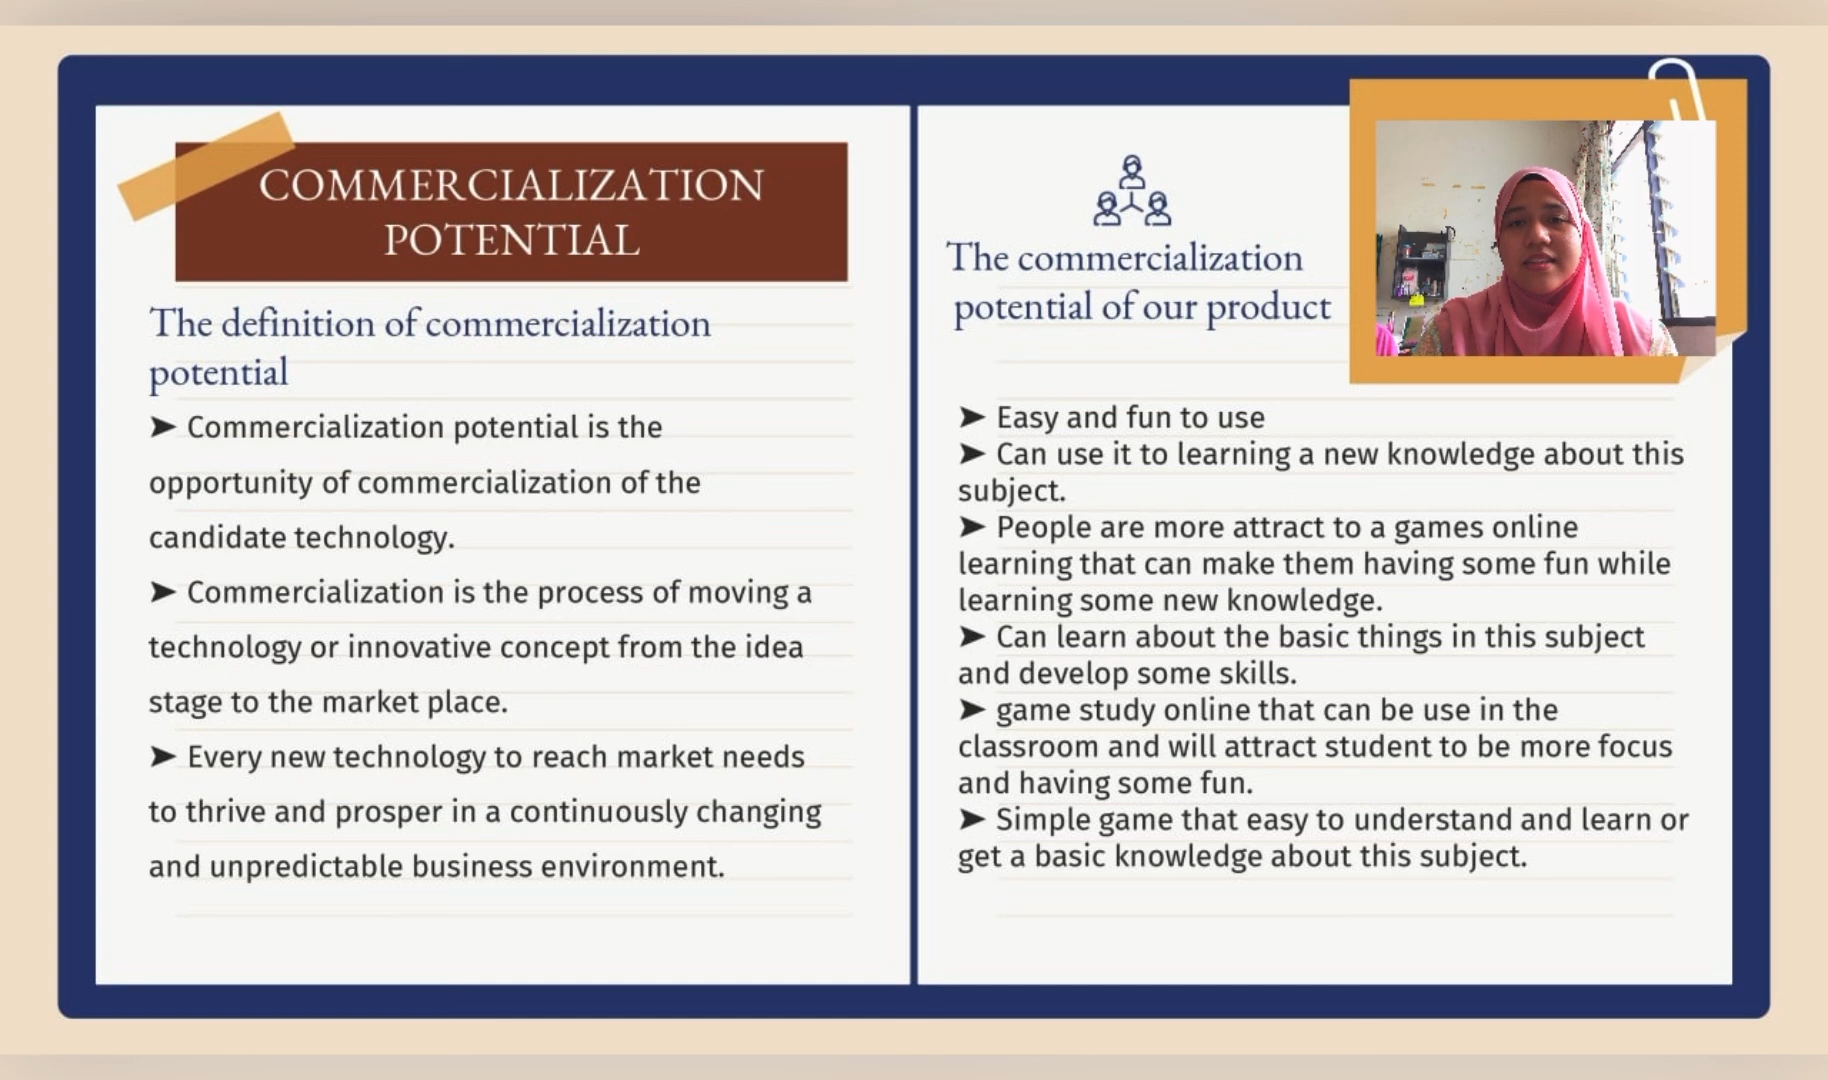 COMMERCIALIZATION
POTENTIAL
The definition of commercialization
potential
➤ Commercialization potential is the
opportunity of commercialization of the
candidate technology.
➤ Commercialization is the process of moving a
technology or innovative concept from the idea
stage to the market place.
➤ Every new technology to reach market needs
to thrive and prosper in a continuously changing
and unpredictable business environment.
The commercialization
potential of our product
➤ Easy and fun to use
➤ Can use it to learning a new knowledge about this
subject.
➤ People are more attract to a games online
learning that can make them having some fun while
learning some new knowledge.
➤ Can learn about the basic things in this subject
and develop some skills.
➤ game study online that can be use in the
classroom and will attract student to be more focus
and having some fun.
➤ Simple game that easy to understand and learn or
get a basic knowledge about this subject.